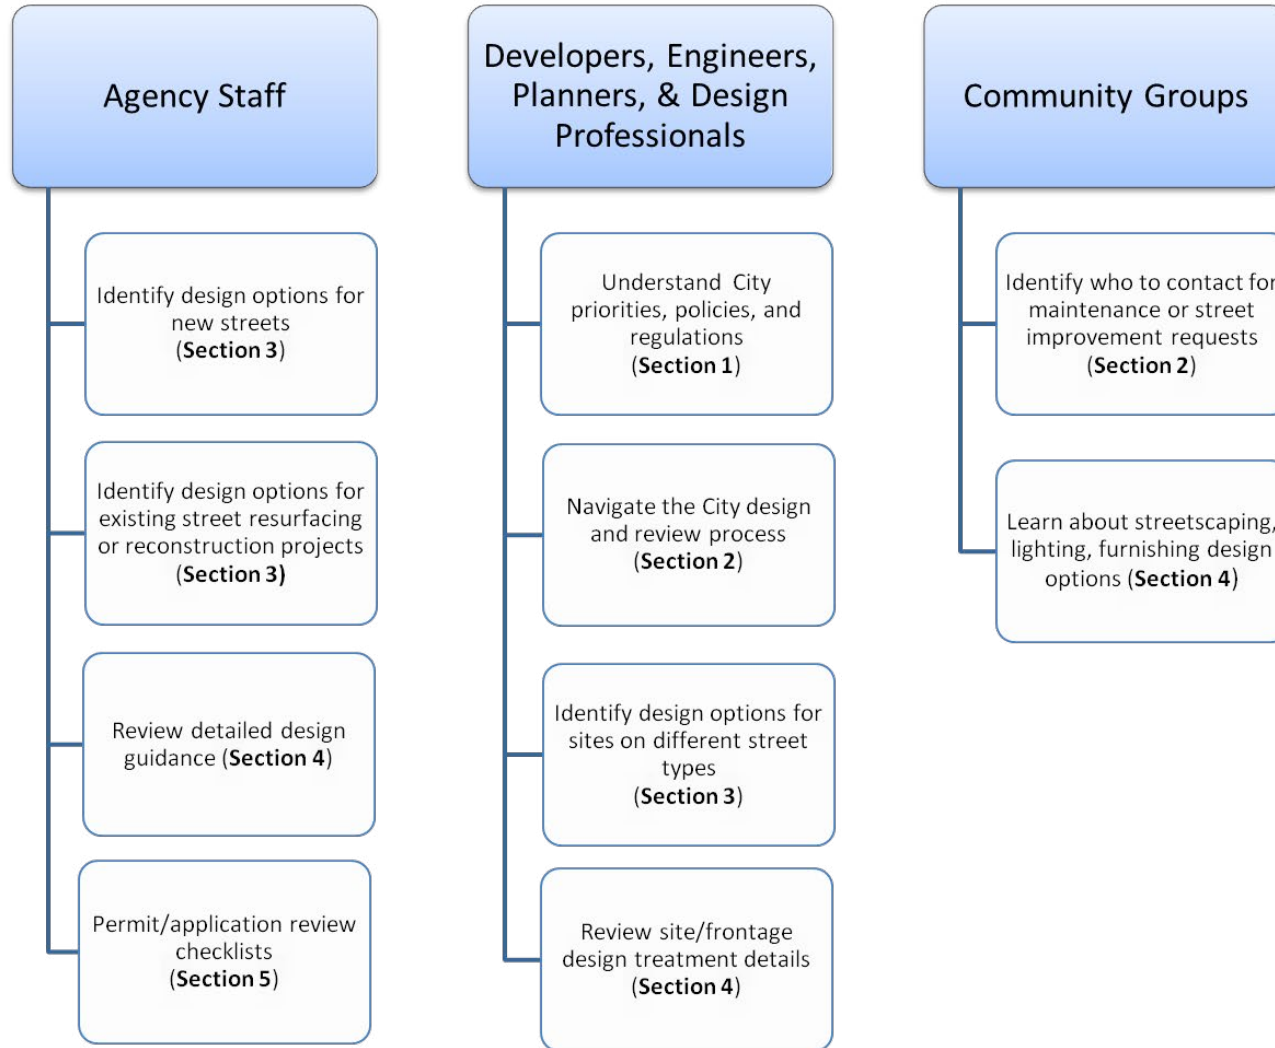 Agency Staff
Identify design options for
new streets
(Section 3)
Identify design options for
existing street resurfacing
or reconstruction projects
(Section 3)
Review detailed design
guidance (Section 4)
Permit/application review
checklists
(Section 5)
Developers, Engineers,
Planners, & Design
Professionals
Understand City
priorities, policies, and
regulations
(Section 1)
Navigate the City design
and review process
(Section 2)
Identify design options for
sites on different street
types
(Section 3)
Review site/frontage
design treatment details
(Section 4)
Community Groups
Identify who to contact for
maintenance or street
improvement requests
(Section 2)
Learn about streetscaping,
lighting, furnishing design
options (Section 4)